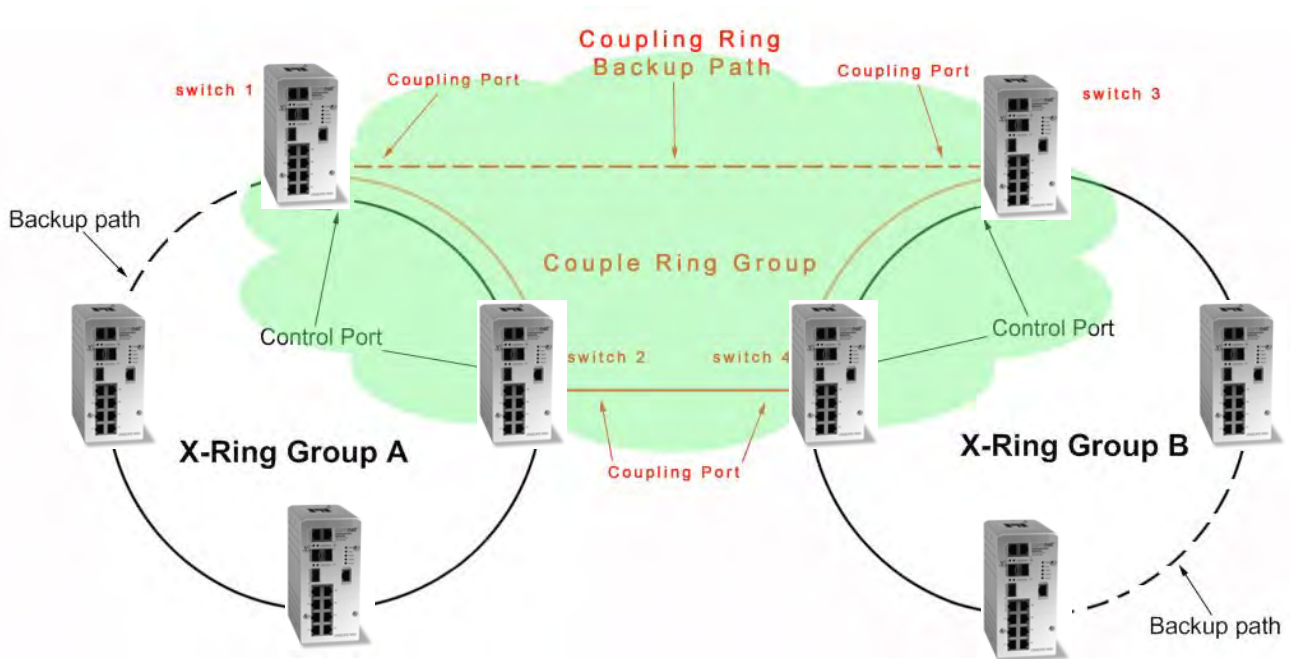 Coupling Ring
Backup Path
Coupling Port
Coupling Port
switch 1
switch 3
Backup path
Couple Ring Group
Control Port
Control Port
switch 2
switch 4
X-Ring Group A
X-Ring Group B
Coupling Port
Backup path